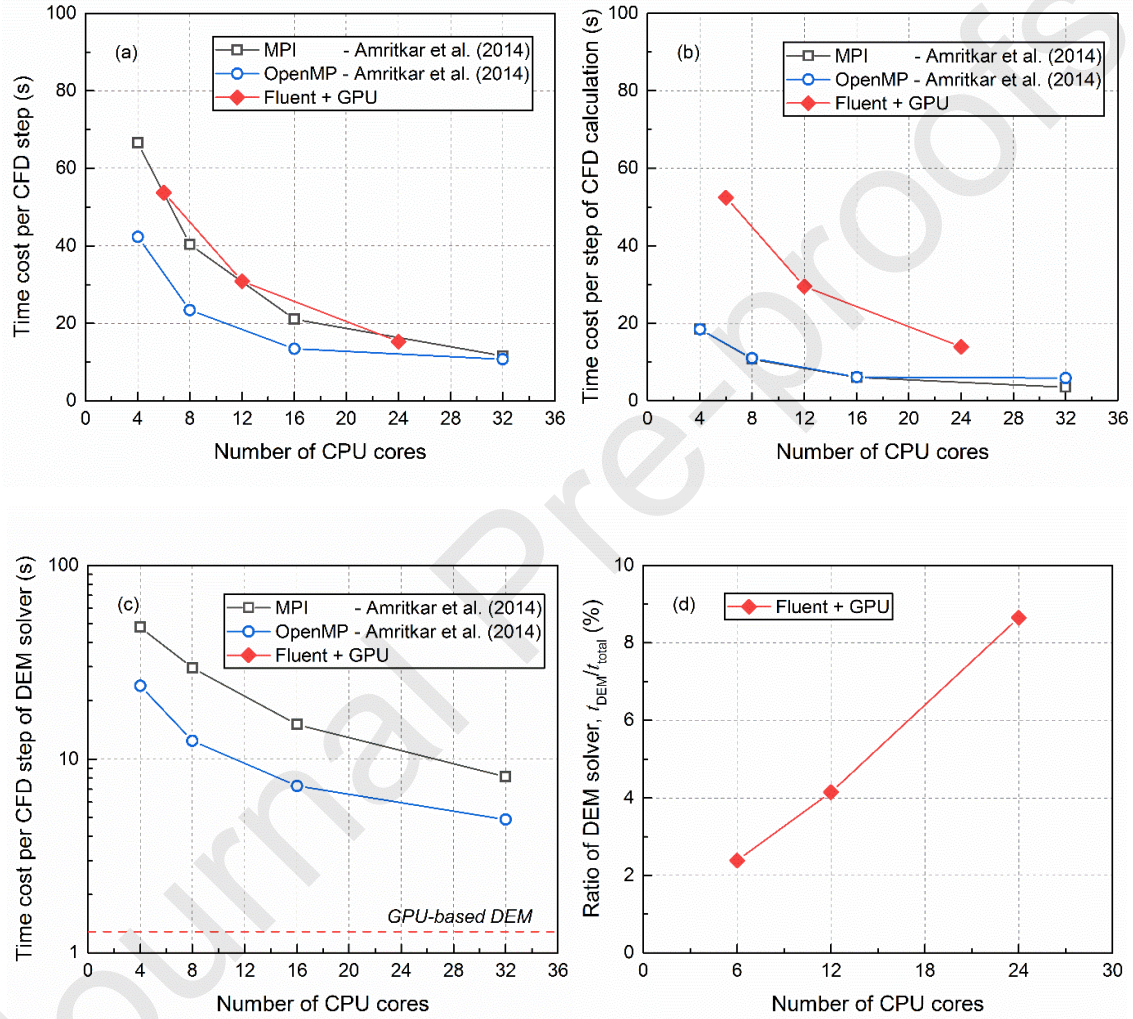 (a)
MPI - Amritkar et al. (2014)
OpenMP - Amritkar et al. (2014)
Fluent + GPU
Time cost per CFD step (s)
100
80
60
40
20
0
0 4 8 12 16 20 24 28 32 36
Number of CPU cores
(b)
MPI - Amritkar et al. (2014)
OpenMP - Amritkar et al. (2014)
Fluent + GPU
Time cost per step of CFD calculation (s)
100
80
60
40
20
0
0 4 8 12 16 20 24 28 32 36
Number of CPU cores
(c)
MPI - Amritkar et al. (2014)
OpenMP - Amritkar et al. (2014)
Fluent + GPU
Time cost per CFD step of DEM solver (s)
100
10
1
GPU-based DEM
0 4 8 12 16 20 24 28 32 36
Number of CPU cores
(d)
Fluent + GPU
Ratio of DEM solver, t_DEM/t_total (%)
10
8
6
4
2
0
0 6 12 18 24 30
Number of CPU cores
Journal Pre-proofs